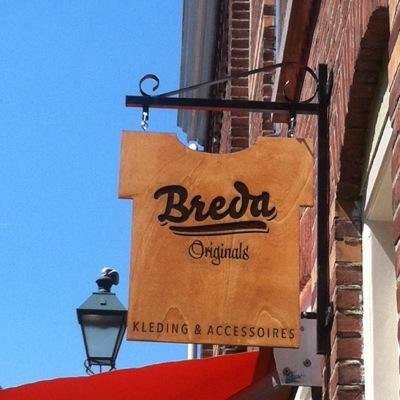 Breda
Originals
KLEDING & ACCESSOIRES